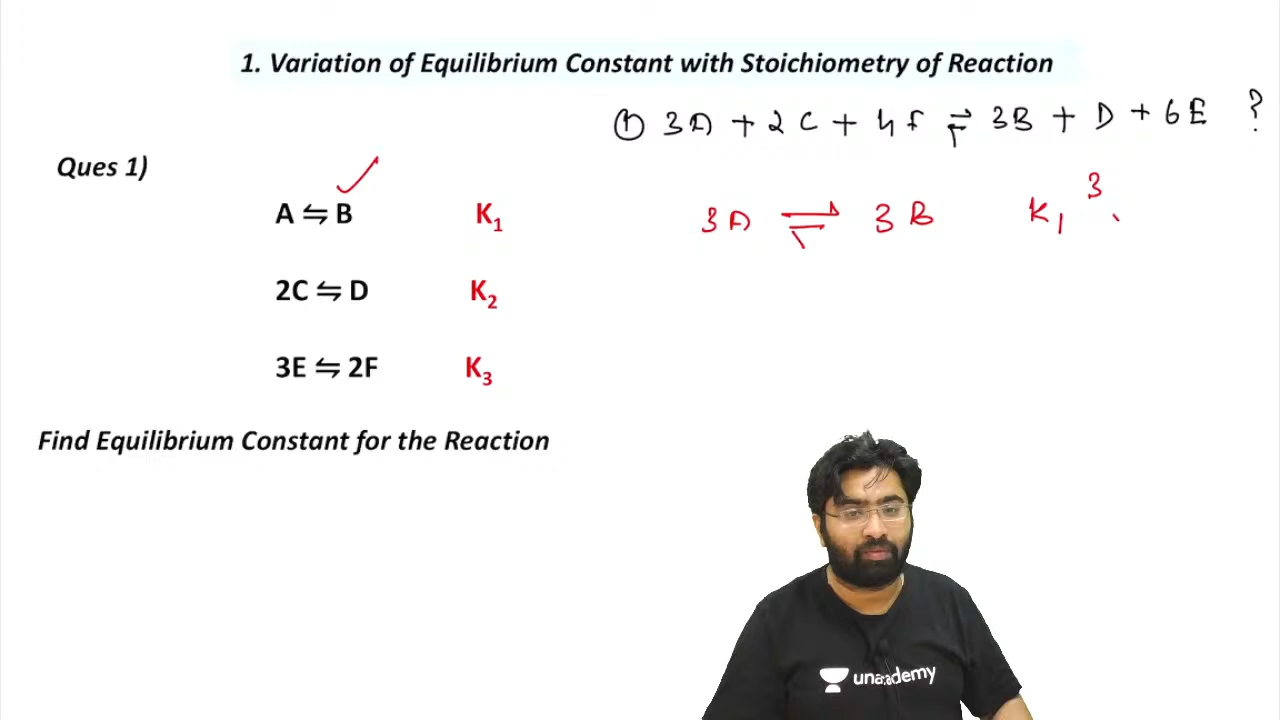 1. Variation of Equilibrium Constant with Stoichiometry of Reaction
① 3A + 2C + 4F ⇌ 3B + D + 6E ?
Ques 1)
A ⇋ B K₁
3A ⇌ 3B K₁³
2C ⇋ D K₂
3E ⇋ 2F K₃
Find Equilibrium Constant for the Reaction
unacademy